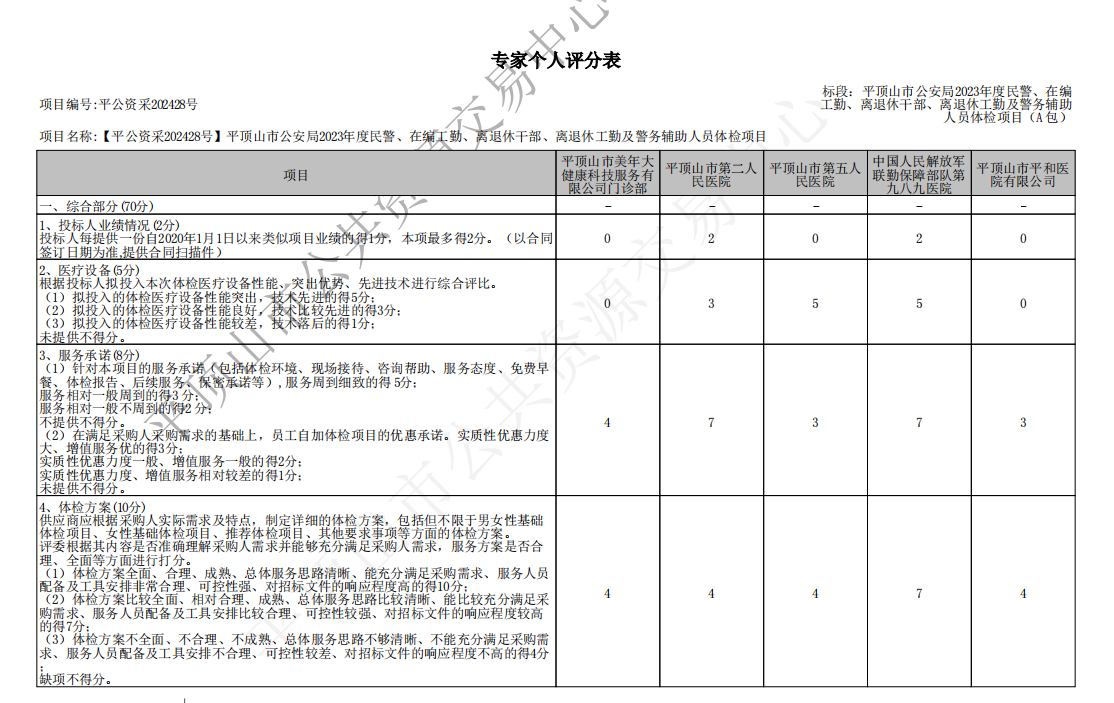 专家个人评分表
标段：平顶山市公安局2023年度民警、在编
工勤、离退休干部、离退休工勤及警务辅助
人员体检项目（A包）
项目编号:平公资采202428号
项目名称:【平公资采202428号】平顶山市公安局2023年度民警、在编工勤、离退休干部、离退休工勤及警务辅助人员体检项目
项目
平顶山市美年大
健康科技服务有
限公司门诊部
平顶山市第二人
民医院
平顶山市第五人
民医院
中国人民解放军
联勤保障部队第
九八九医院
平顶山市平和医
院有限公司
一、综合部分(70分)
– – – – –
1、投标人业绩情况(2分)
投标人每提供一份自2020年1月1日以来类似项目业绩的得1分，本项最多得2分。（以合同
签订日期为准,提供合同扫描件）
0 2 0 2 0
2、医疗设备(5分)
根据投标人拟投入本次体检医疗设备性能、突出优势、先进技术进行综合评比。
（1）拟投入的体检医疗设备性能突出，技术先进的得5分；
（2）拟投入的体检医疗设备性能良好，技术比较先进的得3分；
（3）拟投入的体检医疗设备性能较差，技术落后的得1分；
未提供不得分。
0 3 5 5 0
3、服务承诺(8分)
（1）针对本项目的服务承诺（包括体检环境、现场接待、咨询帮助、服务态度、免费早
餐、体检报告、后续服务、保密承诺等）,服务周到细致的得 5分；
服务相对一般周到的得3 分；
服务相对一般不周到的得2 分；
不提供不得分。
（2）在满足采购人采购需求的基础上，员工自加体检项目的优惠承诺。实质性优惠力度
大、增值服务优的得3分；
实质性优惠力度一般、增值服务一般的得2分；
实质性优惠力度、增值服务相对较差的得1分；
未提供不得分。
4 7 3 7 3
4、体检方案(10分)
供应商应根据采购人实际需求及特点，制定详细的体检方案，包括但不限于男女性基础
体检项目、女性基础体检项目、推荐体检项目、其他要求事项等方面的体检方案。
评委根据其内容是否准确理解采购人需求并能够充分满足采购人需求，服务方案是否合
理、全面等方面进行打分。
（1）体检方案全面、合理、成熟、总体服务思路清晰、能充分满足采购需求、服务人员
配备及工具安排非常合理、可控性强、对招标文件的响应程度高的得10分；
（2）体检方案比较全面、相对合理、成熟、总体服务思路比较清晰、能比较充分满足采
购需求、服务人员配备及工具安排比较合理、可控性较强、对招标文件的响应程度较高
的得7分；
（3）体检方案不全面、不合理、不成熟、总体服务思路不够清晰、不能充分满足采购需
求、服务人员配备及工具安排不合理、可控性较差、对招标文件的响应程度不高的得4分
；
缺项不得分。
4 4 4 7 4
平顶山市公共资源交易中心
平顶山市公共资源交易中心